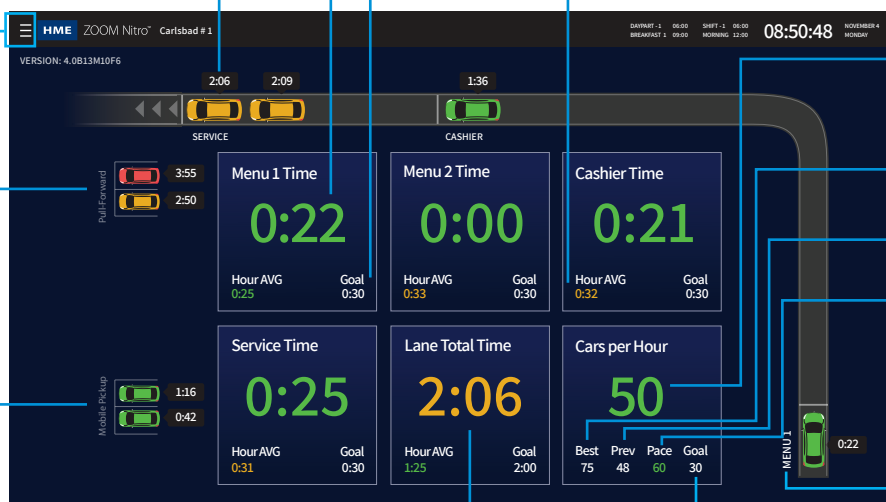 HME ZOOM Nitro™ Carlsbad # 1
DAYPART - 1 06:00 SHIFT - 1 06:00
BREAKFAST 1 09:00 MORNING 12:00
08:50:48
NOVEMBER 4
MONDAY
VERSION: 4.0B13M10F6
2:06 2:09 1:36
SERVICE CASHIER
Pull-Forward
3:55
2:50
Menu 1 Time
0:22
Hour AVG Goal
0:25 0:30
Menu 2 Time
0:00
Hour AVG Goal
0:33 0:30
Cashier Time
0:21
Hour AVG Goal
0:32 0:30
Mobile Pickup
1:16
0:42
Service Time
0:25
Hour AVG Goal
0:31 0:30
Lane Total Time
2:06
Hour AVG Goal
1:25 2:00
Cars per Hour
50
Best Prev Pace Goal
75 48 60 30
MENU 1
0:22